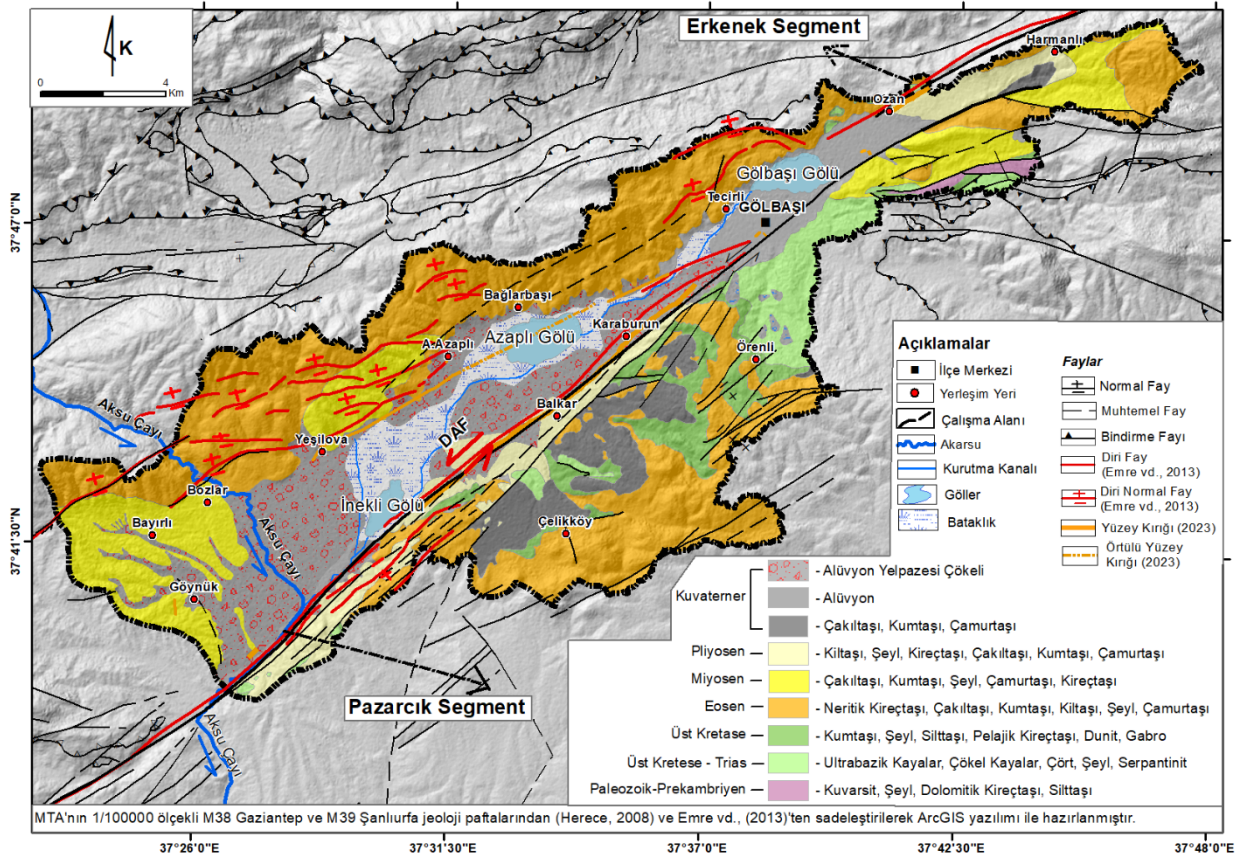 K
0 4
Km
Erkenek Segment
Harmanlı
Ozan
Gölbaşı Gölü
Tecirli
GÖLBAŞI
Bağlarbaşı
Karaburun
Azaplı Gölü
A.Azaplı
Örenli
Balkar
DAF
Aksu Çayı
Yeşilova
İnekli Gölü
Bozlar
Bayırlı
Çelikköy
Aksu Çayı
Göynük
Pazarcık Segment
Aksu Çayı
37°47'0"N
37°41'30"N
Açıklamalar
İlçe Merkezi
Yerleşim Yeri
Çalışma Alanı
Akarsu
Kurutma Kanalı
Göller
Bataklık
Faylar
Normal Fay
Muhtemel Fay
Bindirme Fayı
Diri Fay
(Emre vd., 2013)
Diri Normal Fay
(Emre vd., 2013)
Yüzey Kırığı (2023)
Örtülü Yüzey
Kırığı (2023)
Kuvaterner
- Alüvyon Yelpazesi Çökeli
- Alüvyon
- Çakıltaşı, Kumtaşı, Çamurtaşı
Pliyosen - Kiltaşı, Şeyl, Kireçtaşı, Çakıltaşı, Kumtaşı, Çamurtaşı
Miyosen - Çakıltaşı, Kumtaşı, Şeyl, Çamurtaşı, Kireçtaşı
Eosen - Neritik Kireçtaşı, Çakıltaşı, Kumtaşı, Kiltaşı, Şeyl, Çamurtaşı
Üst Kretase - Kumtaşı, Şeyl, Silttaşı, Pelajik Kireçtaşı, Dunit, Gabro
Üst Kretese - Trias - Ultrabazik Kayalar, Çökel Kayalar, Çört, Şeyl, Serpantinit
Paleozoik-Prekambriyen - Kuvarsit, Şeyl, Dolomitik Kireçtaşı, Silttaşı
MTA'nın 1/100000 ölçekli M38 Gaziantep ve M39 Şanlıurfa jeoloji paftalarından (Herece, 2008) ve Emre vd., (2013)'ten sadeleştirilerek ArcGIS yazılımı ile hazırlanmıştır.
37°26'0"E 37°31'30"E 37°37'0"E 37°42'30"E 37°48'0"E